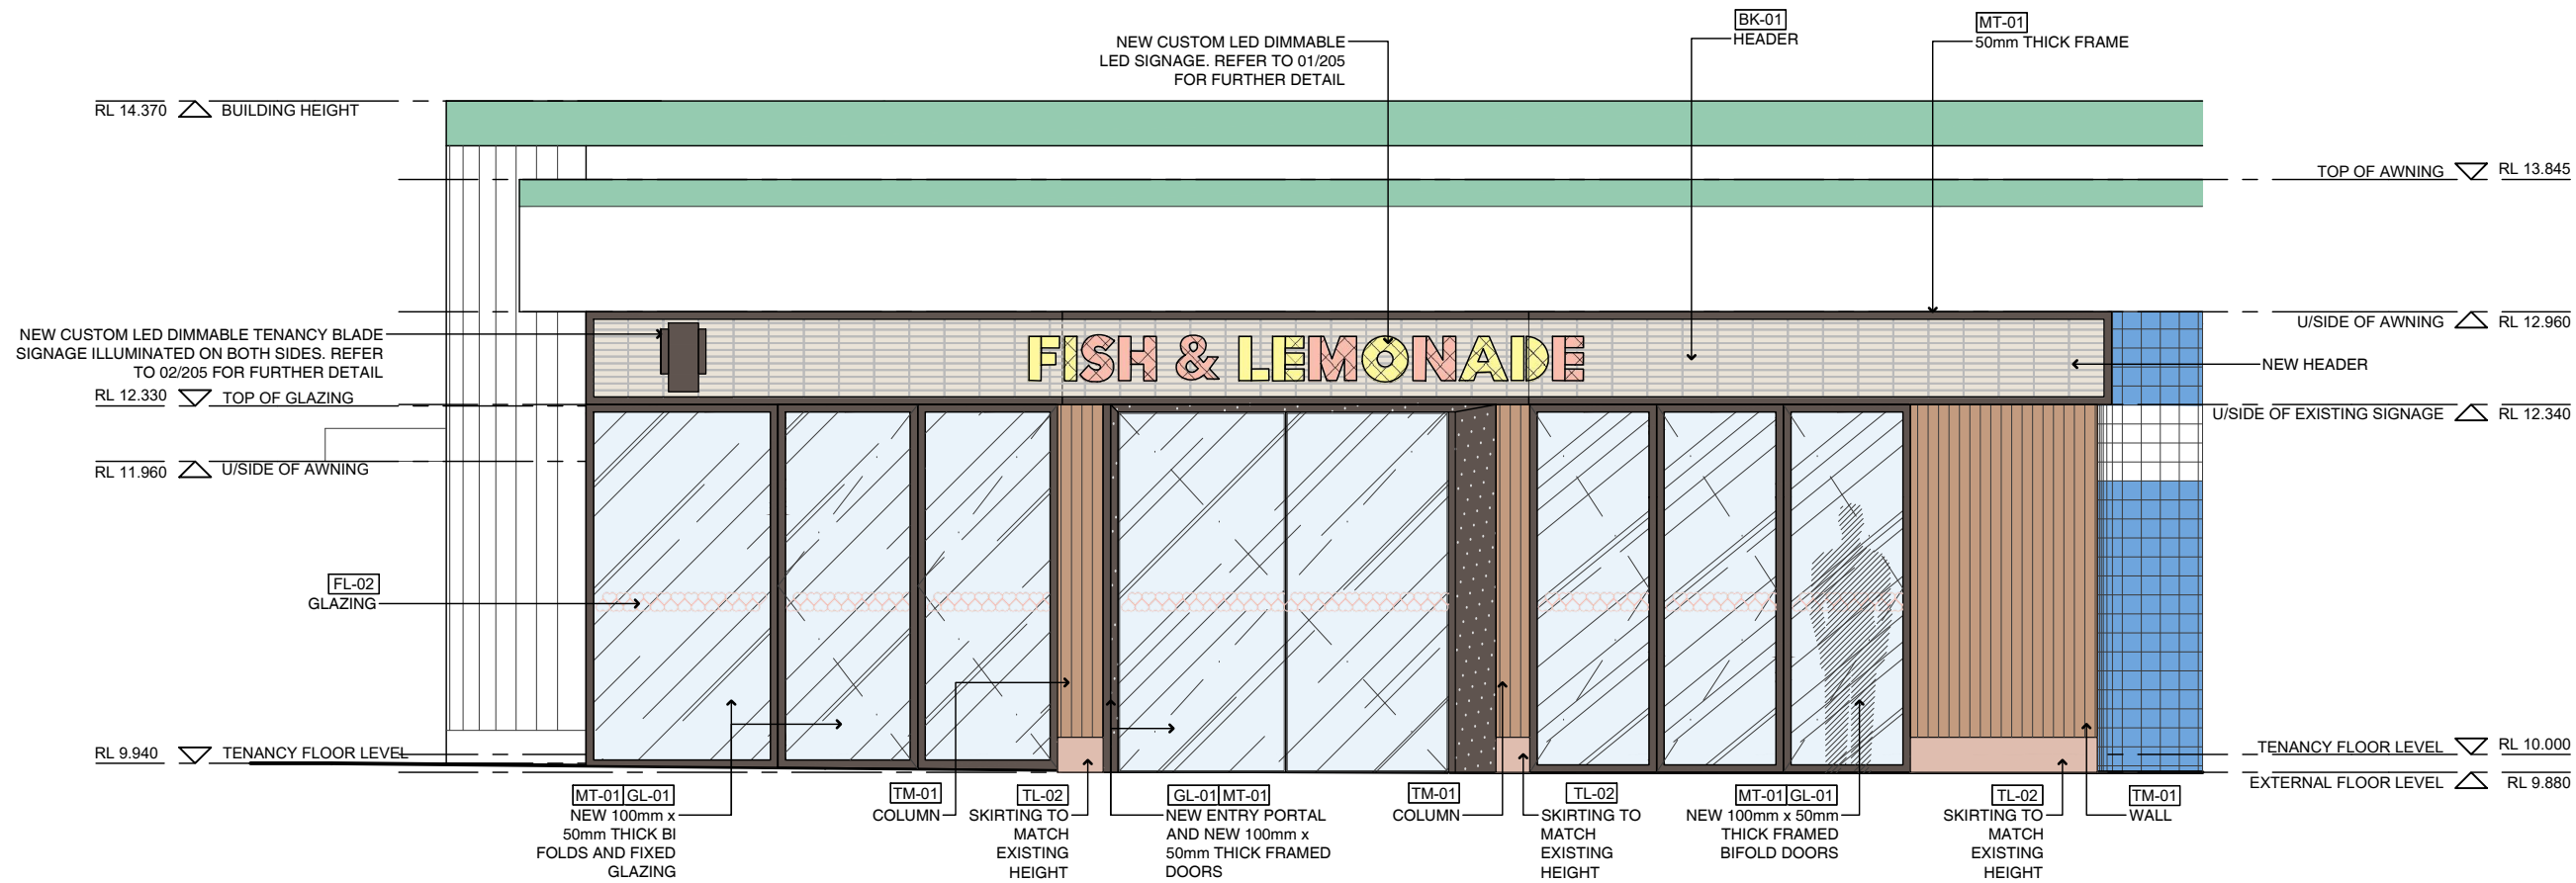 BK-01
HEADER
MT-01
50mm THICK FRAME
NEW CUSTOM LED DIMMABLE
LED SIGNAGE. REFER TO 01/205
FOR FURTHER DETAIL
RL 14.370 BUILDING HEIGHT
TOP OF AWNING RL 13.845
NEW CUSTOM LED DIMMABLE TENANCY BLADE
SIGNAGE ILLUMINATED ON BOTH SIDES. REFER
TO 02/205 FOR FURTHER DETAIL
FISH & LEMONADE
U/SIDE OF AWNING RL 12.960
NEW HEADER
RL 12.330 TOP OF GLAZING
U/SIDE OF EXISTING SIGNAGE RL 12.340
RL 11.960 U/SIDE OF AWNING
FL-02
GLAZING
RL 9.940 TENANCY FLOOR LEVEL
TENANCY FLOOR LEVEL RL 10.000
EXTERNAL FLOOR LEVEL RL 9.880
MT-01 GL-01
NEW 100mm x
50mm THICK BI
FOLDS AND FIXED
GLAZING
TM-01
COLUMN
TL-02
SKIRTING TO
MATCH
EXISTING
HEIGHT
GL-01 MT-01
NEW ENTRY PORTAL
AND NEW 100mm x
50mm THICK FRAMED
DOORS
TM-01
COLUMN
TL-02
SKIRTING TO
MATCH
EXISTING
HEIGHT
MT-01 GL-01
NEW 100mm x 50mm
THICK FRAMED
BIFOLD DOORS
TL-02
SKIRTING TO
MATCH
EXISTING
HEIGHT
TM-01
WALL